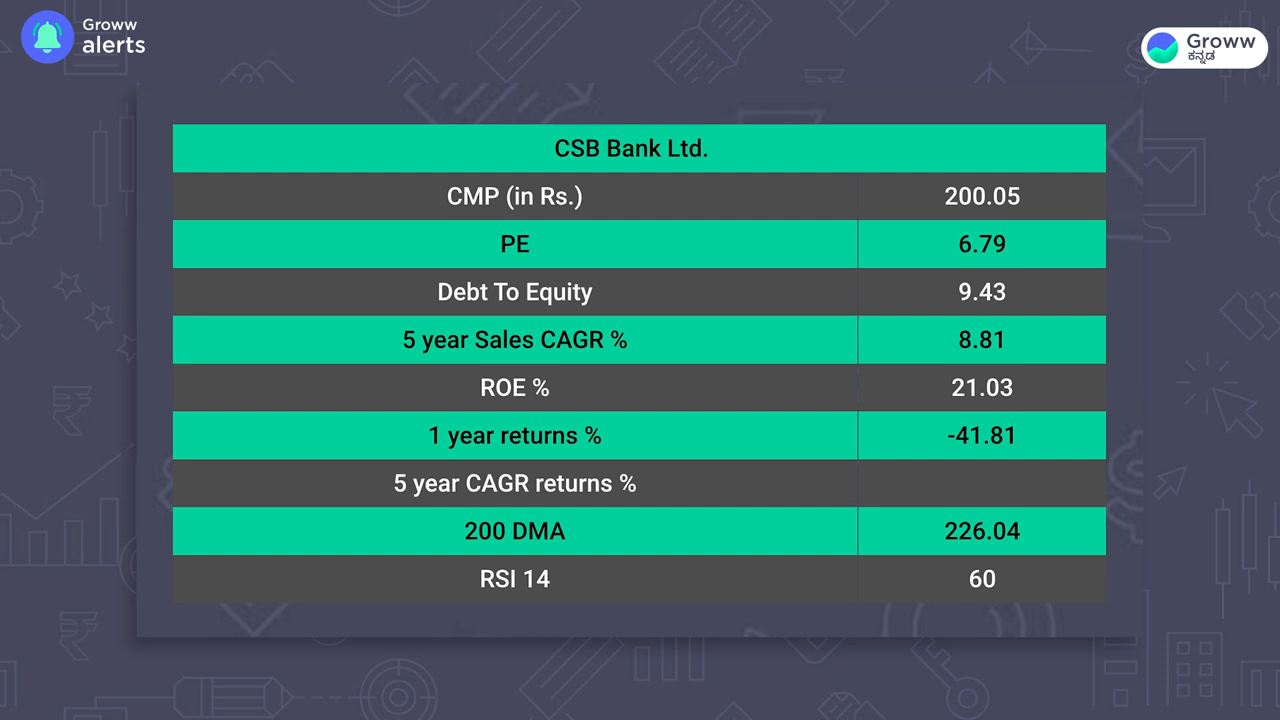 Groww
alerts
Groww
ಕನ್ನಡ
CSB Bank Ltd.
CMP (in Rs.) 200.05
PE 6.79
Debt To Equity 9.43
5 year Sales CAGR % 8.81
ROE % 21.03
1 year returns % -41.81
5 year CAGR returns %
200 DMA 226.04
RSI 14 60